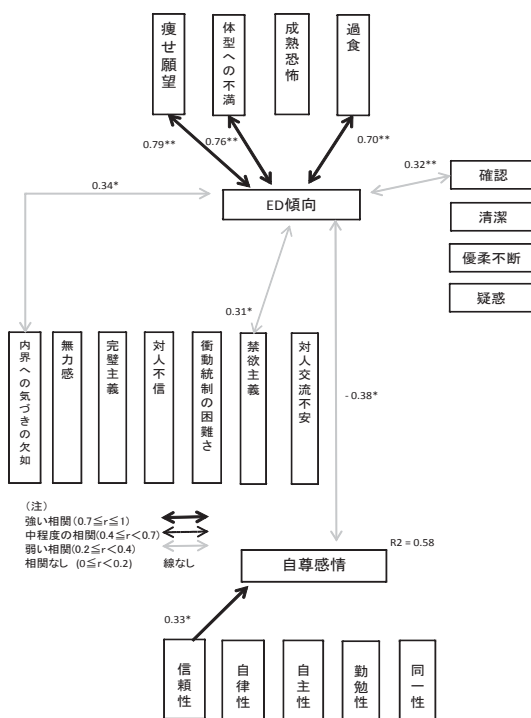 痩せ願望
体型への不満
成熟恐怖
過食
0.79**
0.76**
0.70**
0.32**
0.34*
ED傾向
確認
清潔
優柔不断
疑惑
0.31*
内界への気づきの欠如
無力感
完璧主義
対人不信
衝動統制の困難さ
禁欲主義
対人交流不安
- 0.38*
(注)
強い相関(0.7≦r≦1)
中程度の相関(0.4≦r<0.7)
弱い相関(0.2≦r<0.4)
相関なし (0≦r<0.2) 線なし
R2 = 0.58
自尊感情
0.33*
信頼性
自律性
自主性
勤勉性
同一性